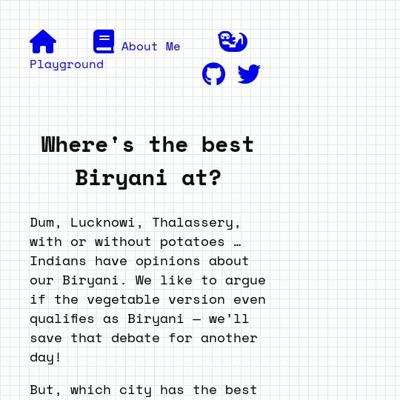 About Me
Playground
Where's the best
Biryani at?
Dum, Lucknowi, Thalassery,
with or without potatoes …
Indians have opinions about
our Biryani. We like to argue
if the vegetable version even
qualifies as Biryani – we'll
save that debate for another
day!
But, which city has the best